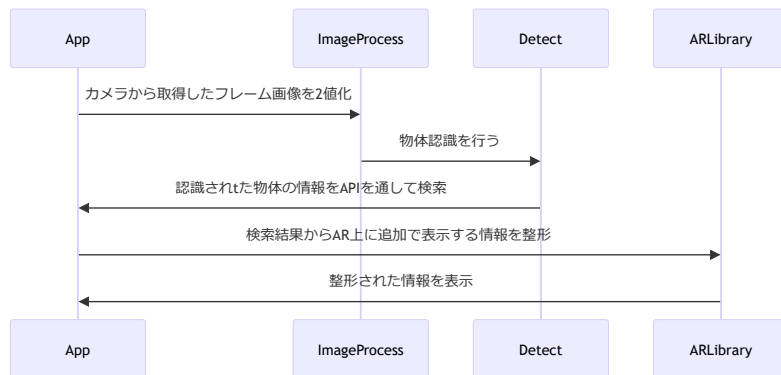 App ImageProcess Detect ARLibrary
カメラから取得したフレーム画像を2値化
物体認識を行う
認識されtた物体の情報をAPIを通して検索
検索結果からAR上に追加で表示する情報を整形
整形された情報を表示
App ImageProcess Detect ARLibrary